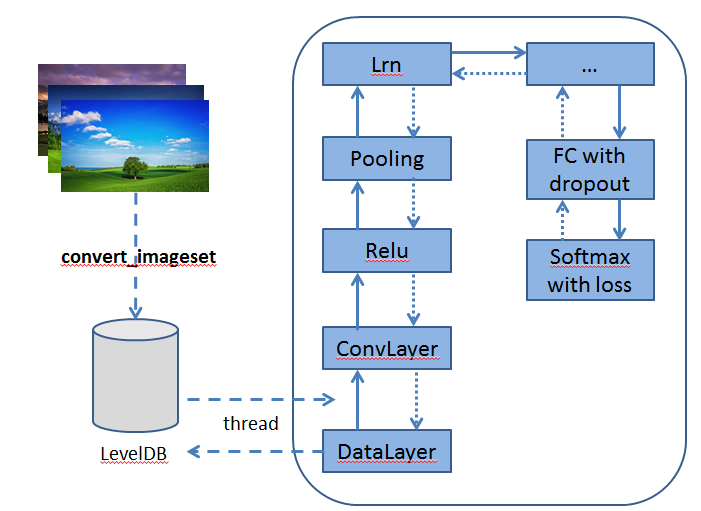 convert_imageset
LevelDB
thread
Lrn
Pooling
Relu
ConvLayer
DataLayer
...
FC with
dropout
Softmax
with loss